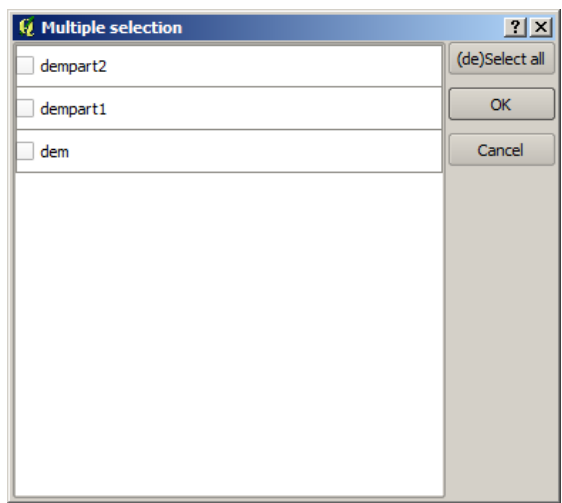 Multiple selection
?
dempart2
(de)Select all
dempart1
OK
dem
Cancel